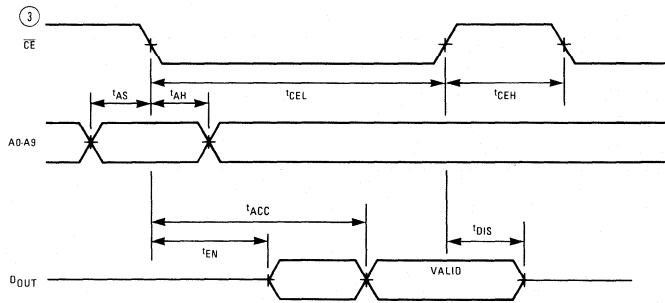 3
CE
tAS
tAH
tCEL
tCEH
A0-A9
tACC
tEN
tDIS
DOUT
VALID